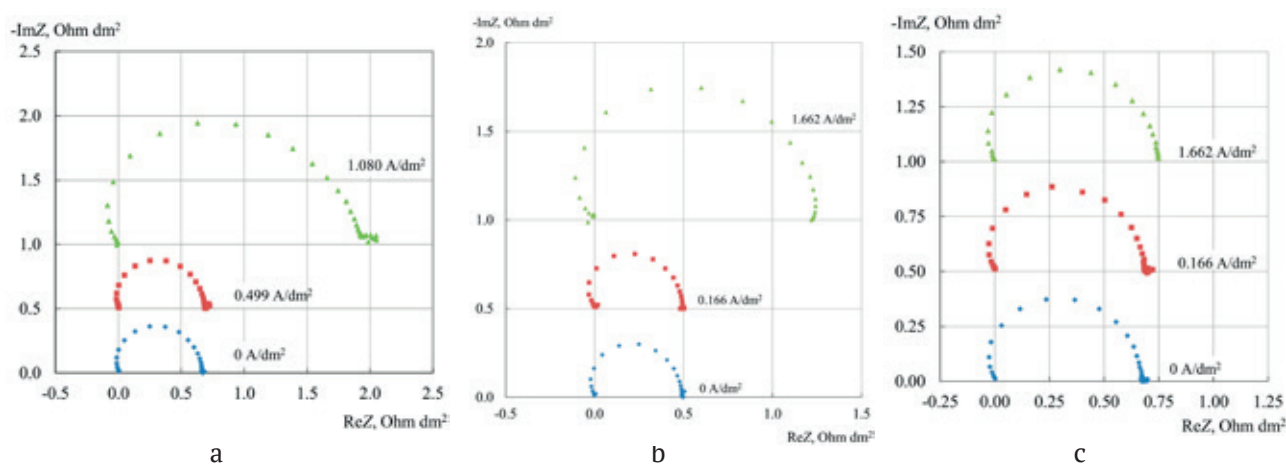 -ImZ, Ohm dm²
2.5
2.0
1.5
1.0
0.5
0.0
-0.5 0.0 0.5 1.0 1.5 2.0 2.5
ReZ, Ohm dm²
1.080 A/dm²
0.499 A/dm²
0 A/dm²
a
-ImZ, Ohm dm²
2.0
1.5
1.0
0.5
0.0
-0.5 0.0 0.5 1.0 1.5
ReZ, Ohm dm²
1.662 A/dm²
0.166 A/dm²
0 A/dm²
b
-ImZ, Ohm dm²
1.50
1.25
1.00
0.75
0.50
0.25
0.00
-0.25 0.00 0.25 0.50 0.75 1.00 1.25
ReZ, Ohm dm²
1.662 A/dm²
0.166 A/dm²
0 A/dm²
c